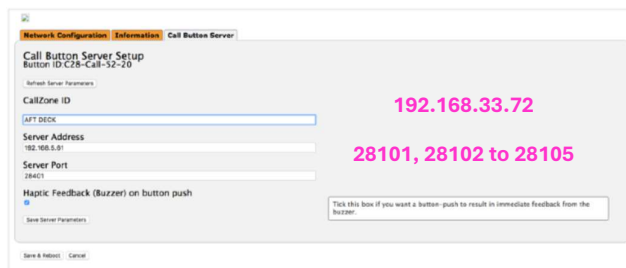 Network Configuration Information Call Button Server
Call Button Server Setup
Button ID:C28-Call-52-20
Refresh Server Parameters
CallZone ID
AFT DECK
Server Address
192.168.5.81
Server Port
28401
Haptic Feedback (Buzzer) on button push
Save Server Parameters
Save & Reboot Cancel
192.168.33.72
28101, 28102 to 28105
Tick this box if you want a button-push to result in immediate feedback from the
buzzer.